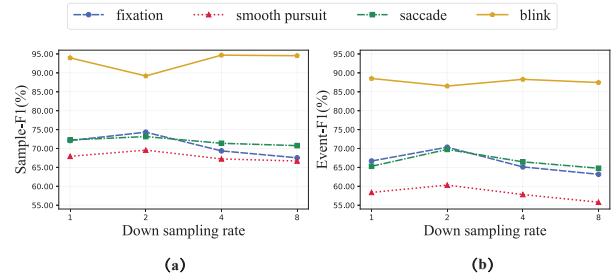 fixation smooth pursuit saccade blink
Sample-F1(%)
95.00
90.00
85.00
80.00
75.00
70.00
65.00
60.00
55.00
1 2 4 8
Down sampling rate
(a)
Event-F1(%)
95.00
90.00
85.00
80.00
75.00
70.00
65.00
60.00
55.00
1 2 4 8
Down sampling rate
(b)